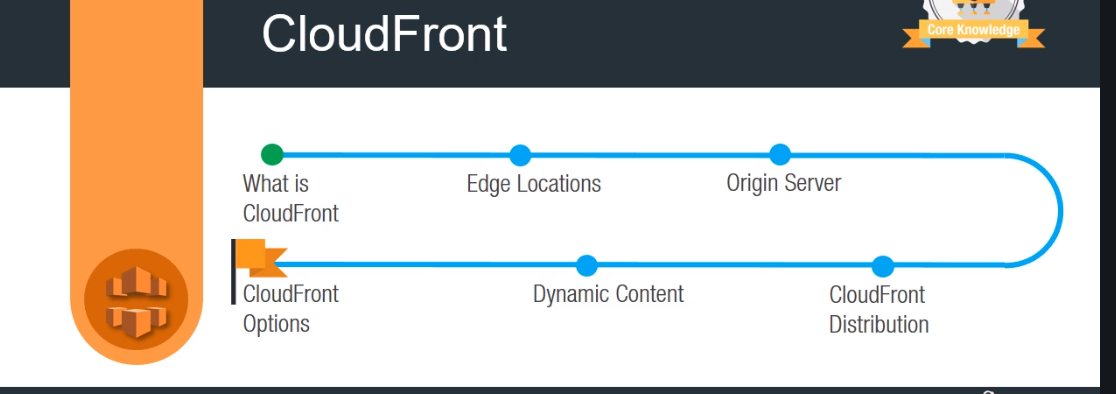 CloudFront
Core Knowledge
What is
CloudFront
Edge Locations
Origin Server
CloudFront
Distribution
Dynamic Content
CloudFront
Options